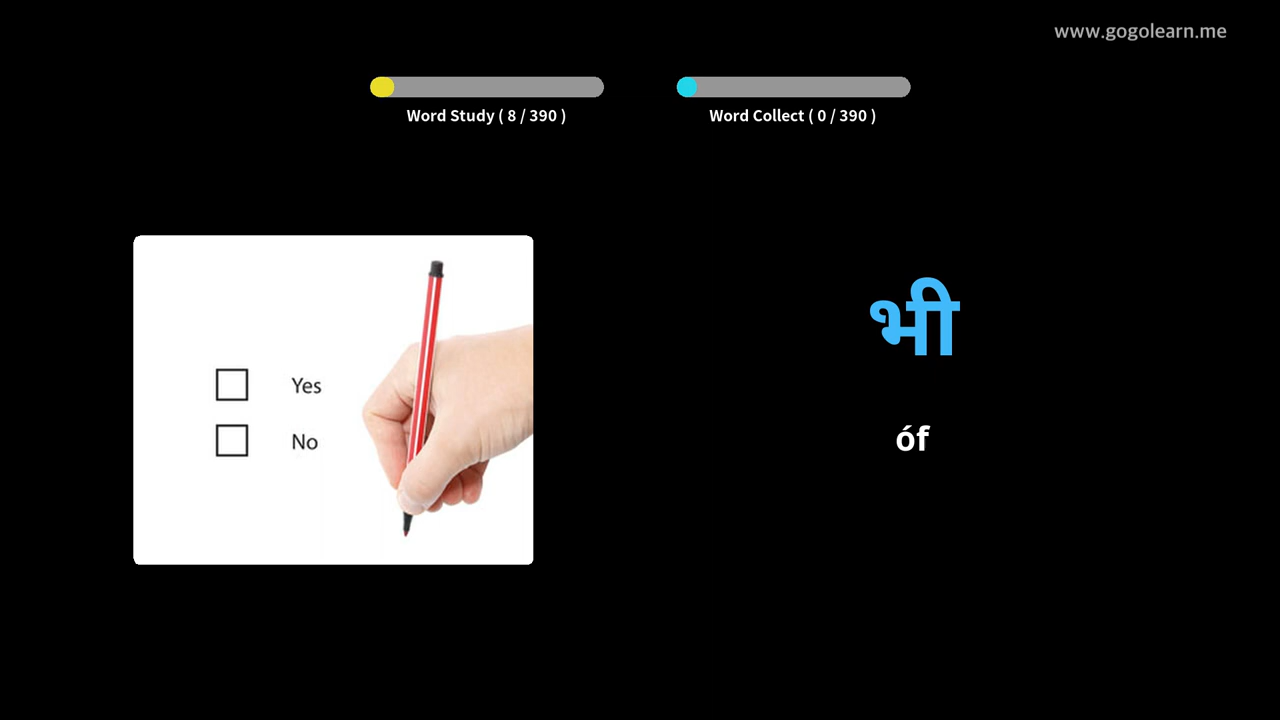 www.gogolearn.me
Word Study ( 8 / 390 )
Word Collect ( 0 / 390 )
Yes
No
भी
óf